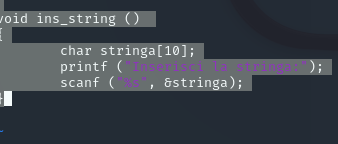 void ins_string ()
{
        char stringa[10];
        printf ("Inserisci la stringa:");
        scanf ("%s", &stringa);
}
~